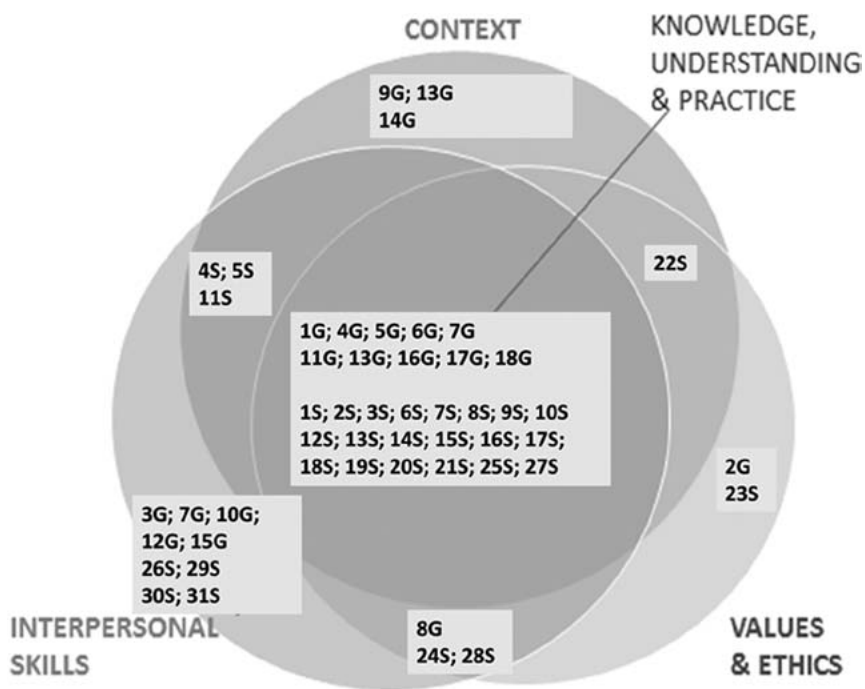 CONTEXT
KNOWLEDGE,
UNDERSTANDING
& PRACTICE
9G; 13G
14G
4S; 5S
11S
22S
1G; 4G; 5G; 6G; 7G
11G; 13G; 16G; 17G; 18G
1S; 2S; 3S; 6S; 7S; 8S; 9S; 10S
12S; 13S; 14S; 15S; 16S; 17S;
18S; 19S; 20S; 21S; 25S; 27S
2G
23S
3G; 7G; 10G;
12G; 15G
26S; 29S
30S; 31S
8G
24S; 28S
INTERPERSONAL
SKILLS
VALUES
& ETHICS